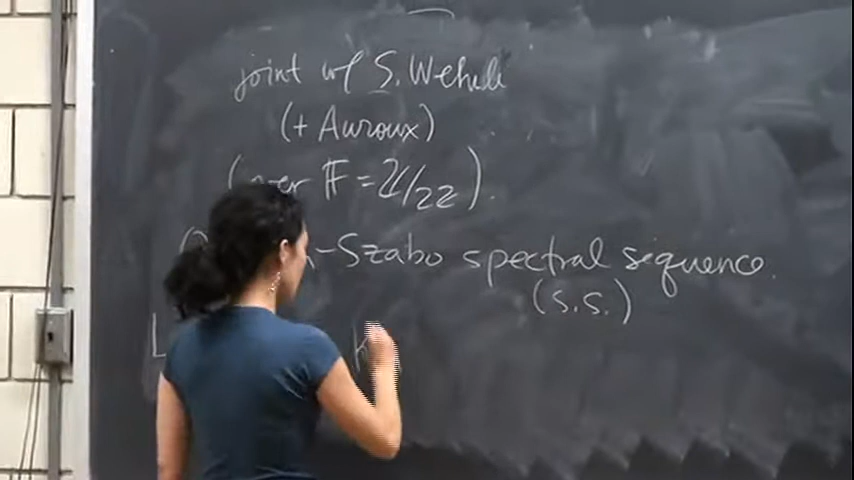 joint w/ S. Wehrli
(+ Auroux)
(over F = Z/2Z)
-Szabo spectral sequence.
(s.s.)
L K